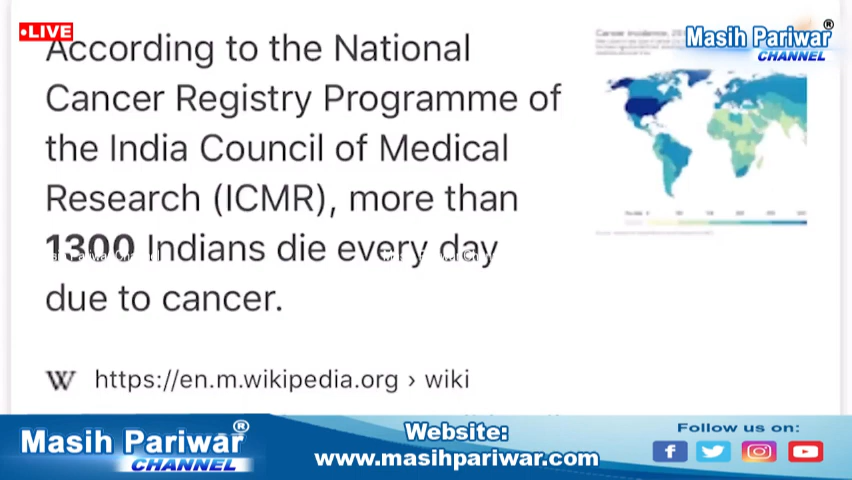 LIVE
According to the National
Cancer Registry Programme of
the India Council of Medical
Research (ICMR), more than
1300 Indians die every day
due to cancer.
https://en.m.wikipedia.org › wiki
Masih Pariwar®
CHANNEL
Masih Pariwar®
CHANNEL
Website:
www.masihpariwar.com
Follow us on: